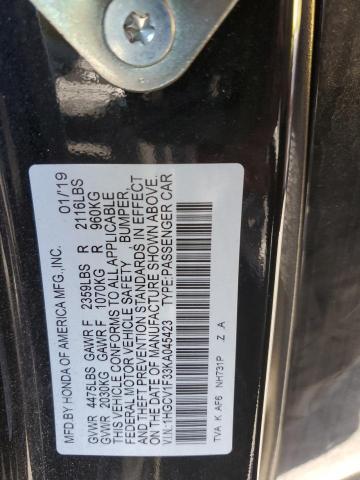 MFD.BY HONDA OF AMERICA MFG.,INC. 01/19
GVWR 4475LBS GAWR F 2359LBS R 2116LBS
GVWR 2030KG GAWR F 1070KG R 960KG
THIS VEHICLE CONFORMS TO ALL APPLICABLE
FEDERAL MOTOR VEHICLE SAFETY , BUMPER,
AND THEFT PREVENTION STANDARDS IN EFFECT
ON THE DATE OF MANUFACTURE SHOWN ABOVE.
V.I.N.:1HGCV1F33KA045423 TYPE:PASSENGER CAR
TVA K AF6 NH731P Z .A